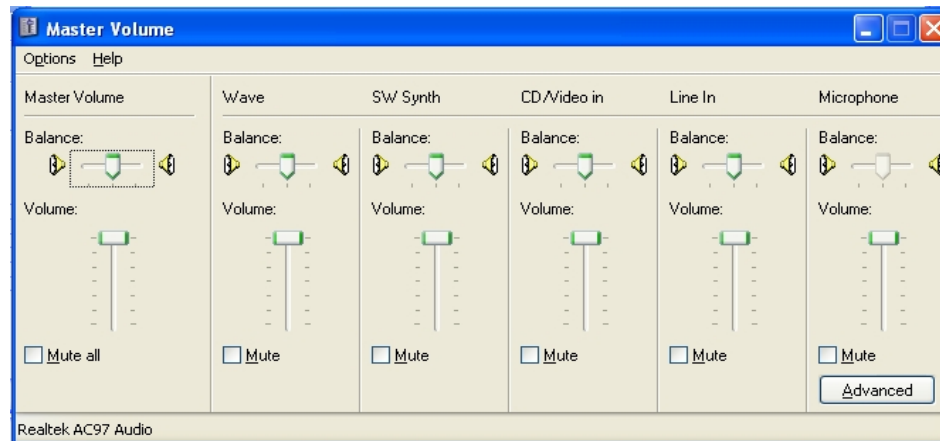 Master Volume
Options Help
Master Volume Wave SW Synth CD/Video in Line In Microphone
Balance: Balance: Balance: Balance: Balance: Balance:
Volume: Volume: Volume: Volume: Volume: Volume:
Mute all Mute Mute Mute Mute Mute
Advanced
Realtek AC97 Audio